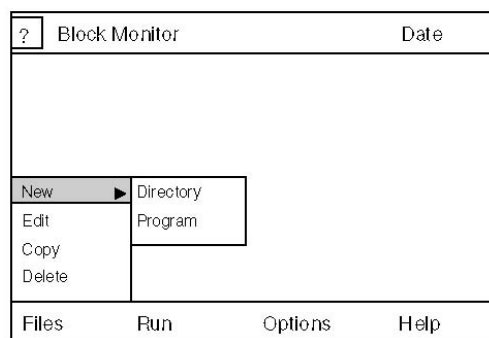 ? Block Monitor Date
New ▶ Directory
Edit Program
Copy
Delete
Files Run Options Help